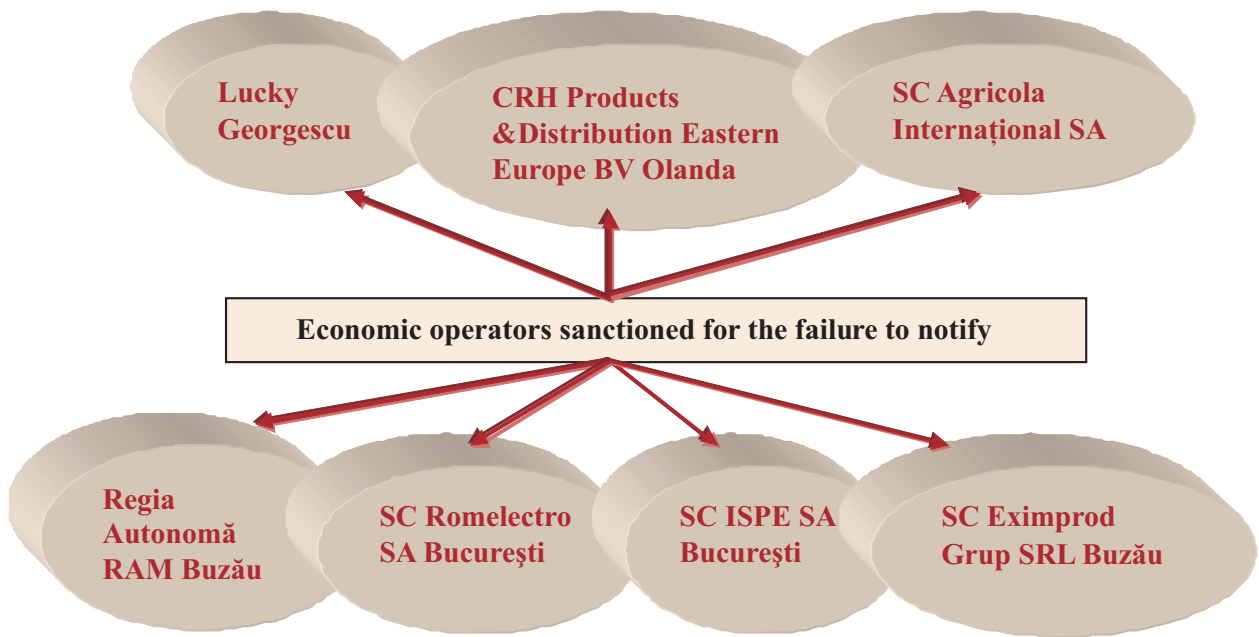 Lucky
Georgescu
CRH Products
&Distribution Eastern
Europe BV Olanda
SC Agricola
Internațional SA
Economic operators sanctioned for the failure to notify
Regia
Autonomă
RAM Buzău
SC Romelectro
SA Bucureşti
SC ISPE SA
Bucureşti
SC Eximprod
Grup SRL Buzău